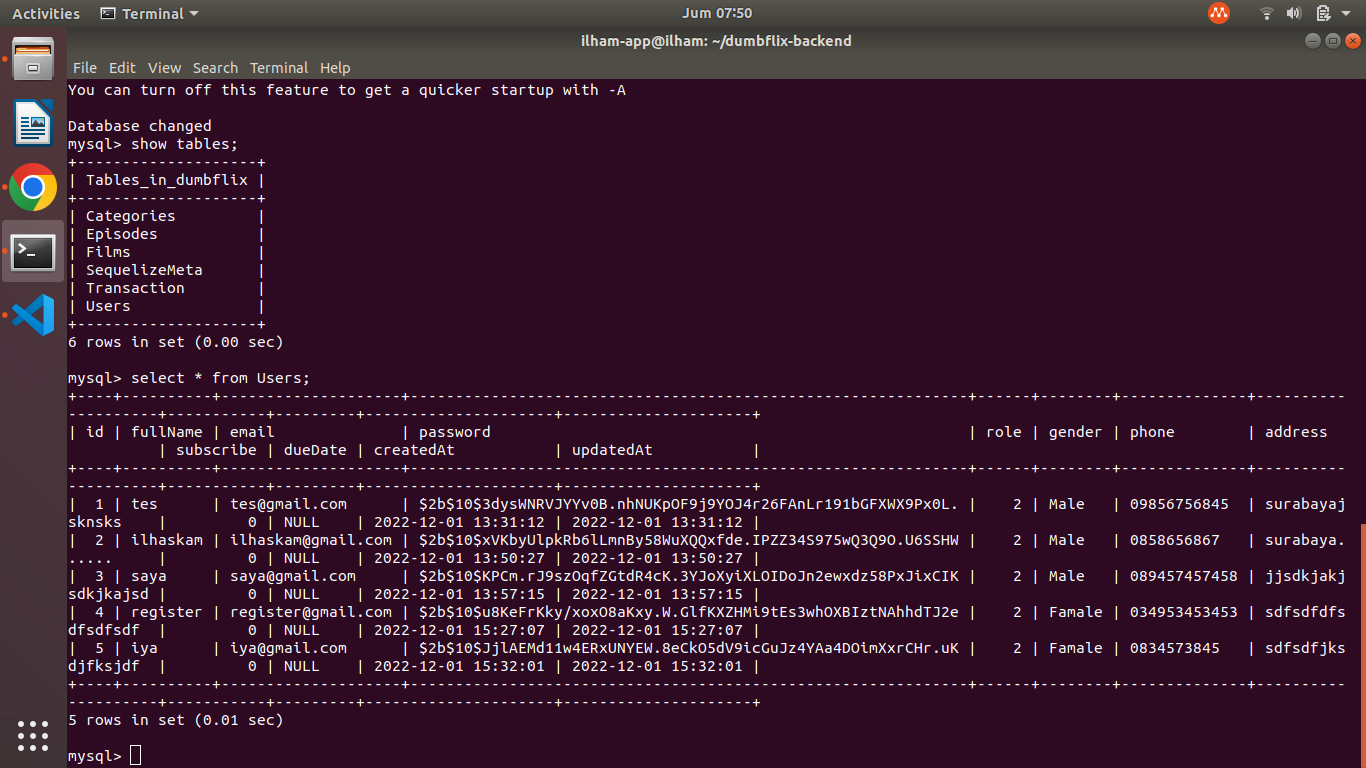 Activities Terminal Jum 07:50
ilham-app@ilham: ~/dumbflix-backend
File Edit View Search Terminal Help
You can turn off this feature to get a quicker startup with -A
Database changed
mysql> show tables;
+--------------------+
| Tables_in_dumbflix |
+--------------------+
| Categories         |
| Episodes           |
| Films              |
| SequelizeMeta      |
| Transaction        |
| Users              |
+--------------------+
6 rows in set (0.00 sec)
mysql> select * from Users;
+----+----------+--------------------+--------------------------------------------------------------+------+--------+--------------+----------
----------+-----------+---------+---------------------+---------------------+
| id | fullName | email              | password                                                     | role | gender | phone        | address
          | subscribe | dueDate | createdAt           | updatedAt           |
+----+----------+--------------------+--------------------------------------------------------------+------+--------+--------------+----------
----------+-----------+---------+---------------------+---------------------+
|  1 | tes      | tes@gmail.com      | $2b$10$3dysWNRVJYYv0B.nhNUKpOF9j9YOJ4r26FAnLr191bGFXWX9Px0L. |    2 | Male   | 09856756845  | surabayaj
sknsks    |         0 | NULL    | 2022-12-01 13:31:12 | 2022-12-01 13:31:12 |
|  2 | ilhaskam | ilhaskam@gmail.com | $2b$10$xVKbyUlpkRb6lLmnBy58WuXQQxfde.IPZZ34S975wQ3Q9O.U6SSHW |    2 | Male   | 0858656867   | surabaya.
.....     |         0 | NULL    | 2022-12-01 13:50:27 | 2022-12-01 13:50:27 |
|  3 | saya     | saya@gmail.com     | $2b$10$KPCm.rJ9szOqfZGtdR4cK.3YJoXyiXLOIDoJn2ewxdz58PxJixCIK |    2 | Male   | 089457457458 | jjsdkjakj
sdkjkajsd |         0 | NULL    | 2022-12-01 13:57:15 | 2022-12-01 13:57:15 |
|  4 | register | register@gmail.com | $2b$10$u8KeFrKky/xoxO8aKxy.W.GlfKXZHMi9tEs3whOXBIztNAhhdTJ2e |    2 | Famale | 034953453453 | sdfsdfdfs
dfsdfsdf  |         0 | NULL    | 2022-12-01 15:27:07 | 2022-12-01 15:27:07 |
|  5 | iya      | iya@gmail.com      | $2b$10$JjlAEMd11w4ERxUNYEW.8eCkO5dV9icGuJz4YAa4DOimXxrCHr.uK |    2 | Famale | 0834573845   | sdfsdfjks
djfksjdf  |         0 | NULL    | 2022-12-01 15:32:01 | 2022-12-01 15:32:01 |
+----+----------+--------------------+--------------------------------------------------------------+------+--------+--------------+----------
----------+-----------+---------+---------------------+---------------------+
5 rows in set (0.01 sec)
mysql>